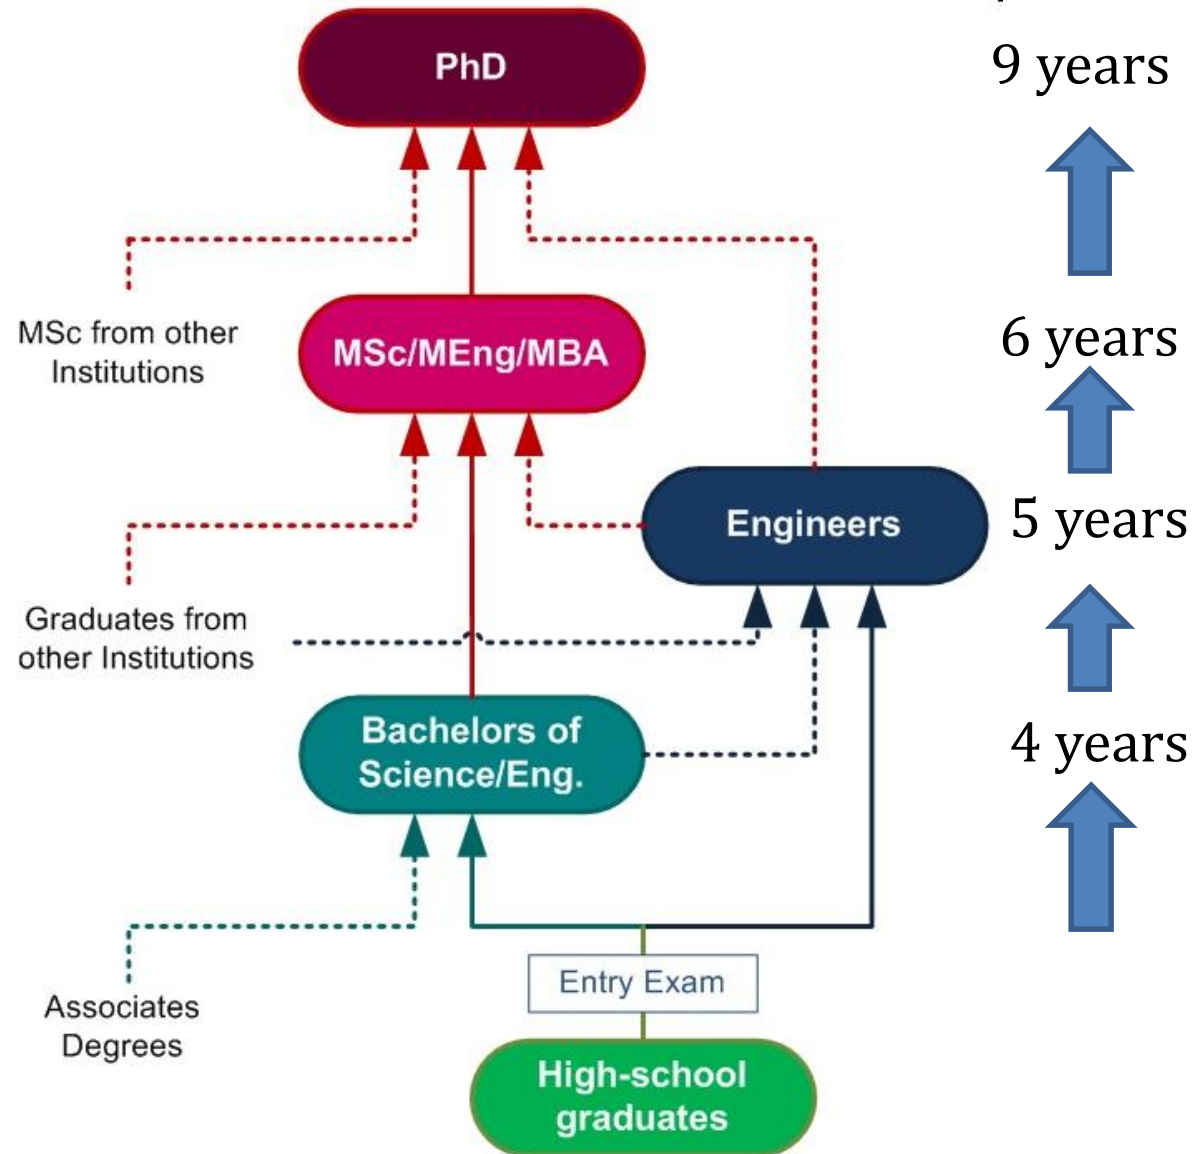 PhD
9 years
MSc from other
Institutions
MSc/MEng/MBA
6 years
Engineers
5 years
Graduates from
other Institutions
Bachelors of
Science/Eng.
4 years
Entry Exam
Associates
Degrees
High-school
graduates